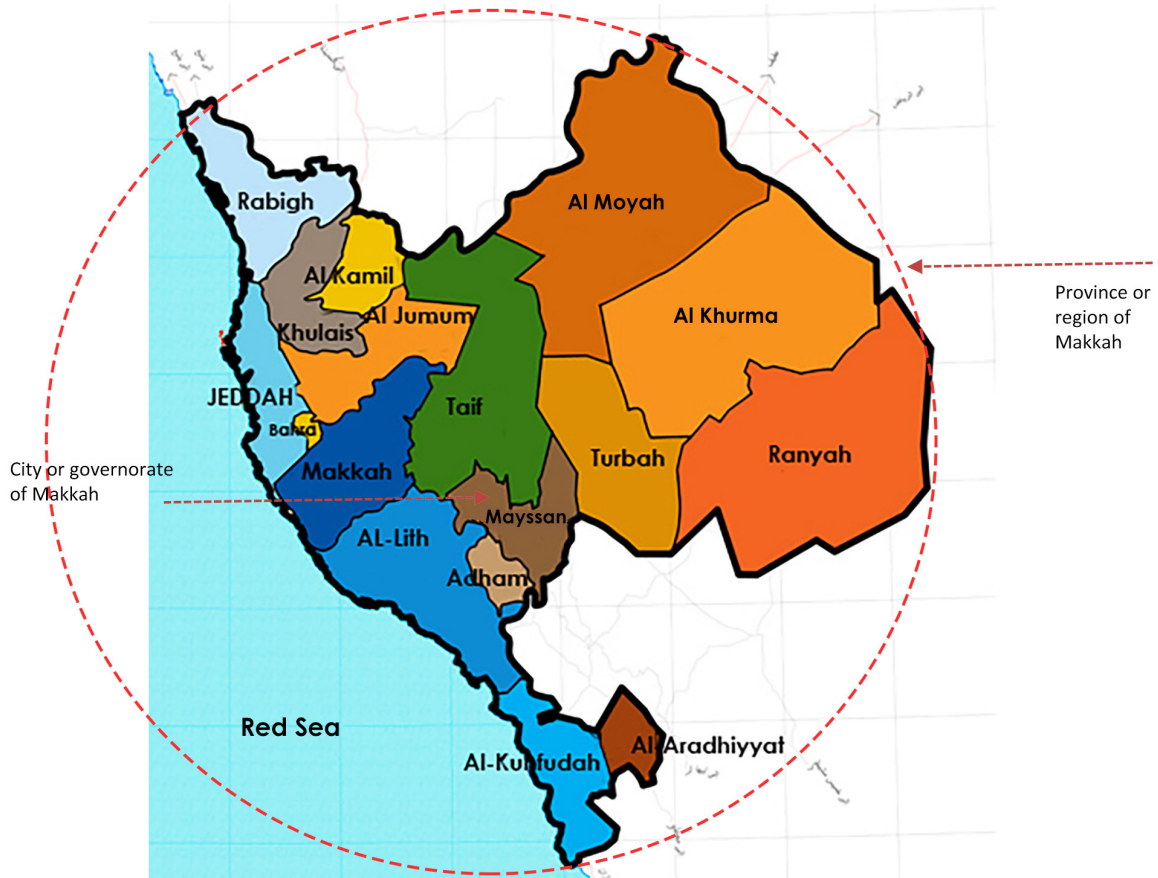 Rabigh
Al Moyah
Al Kamil
Province or
region of
Makkah
Al Jumum
Al Khurma
Khulais
JEDDAH
Taif
Bahra
Turbah
Ranyah
City or governorate
of Makkah
Makkah
Mayssan
AL-Lith
Adham
Red Sea
Al-Aradhiyyat
Al-Kunfudah